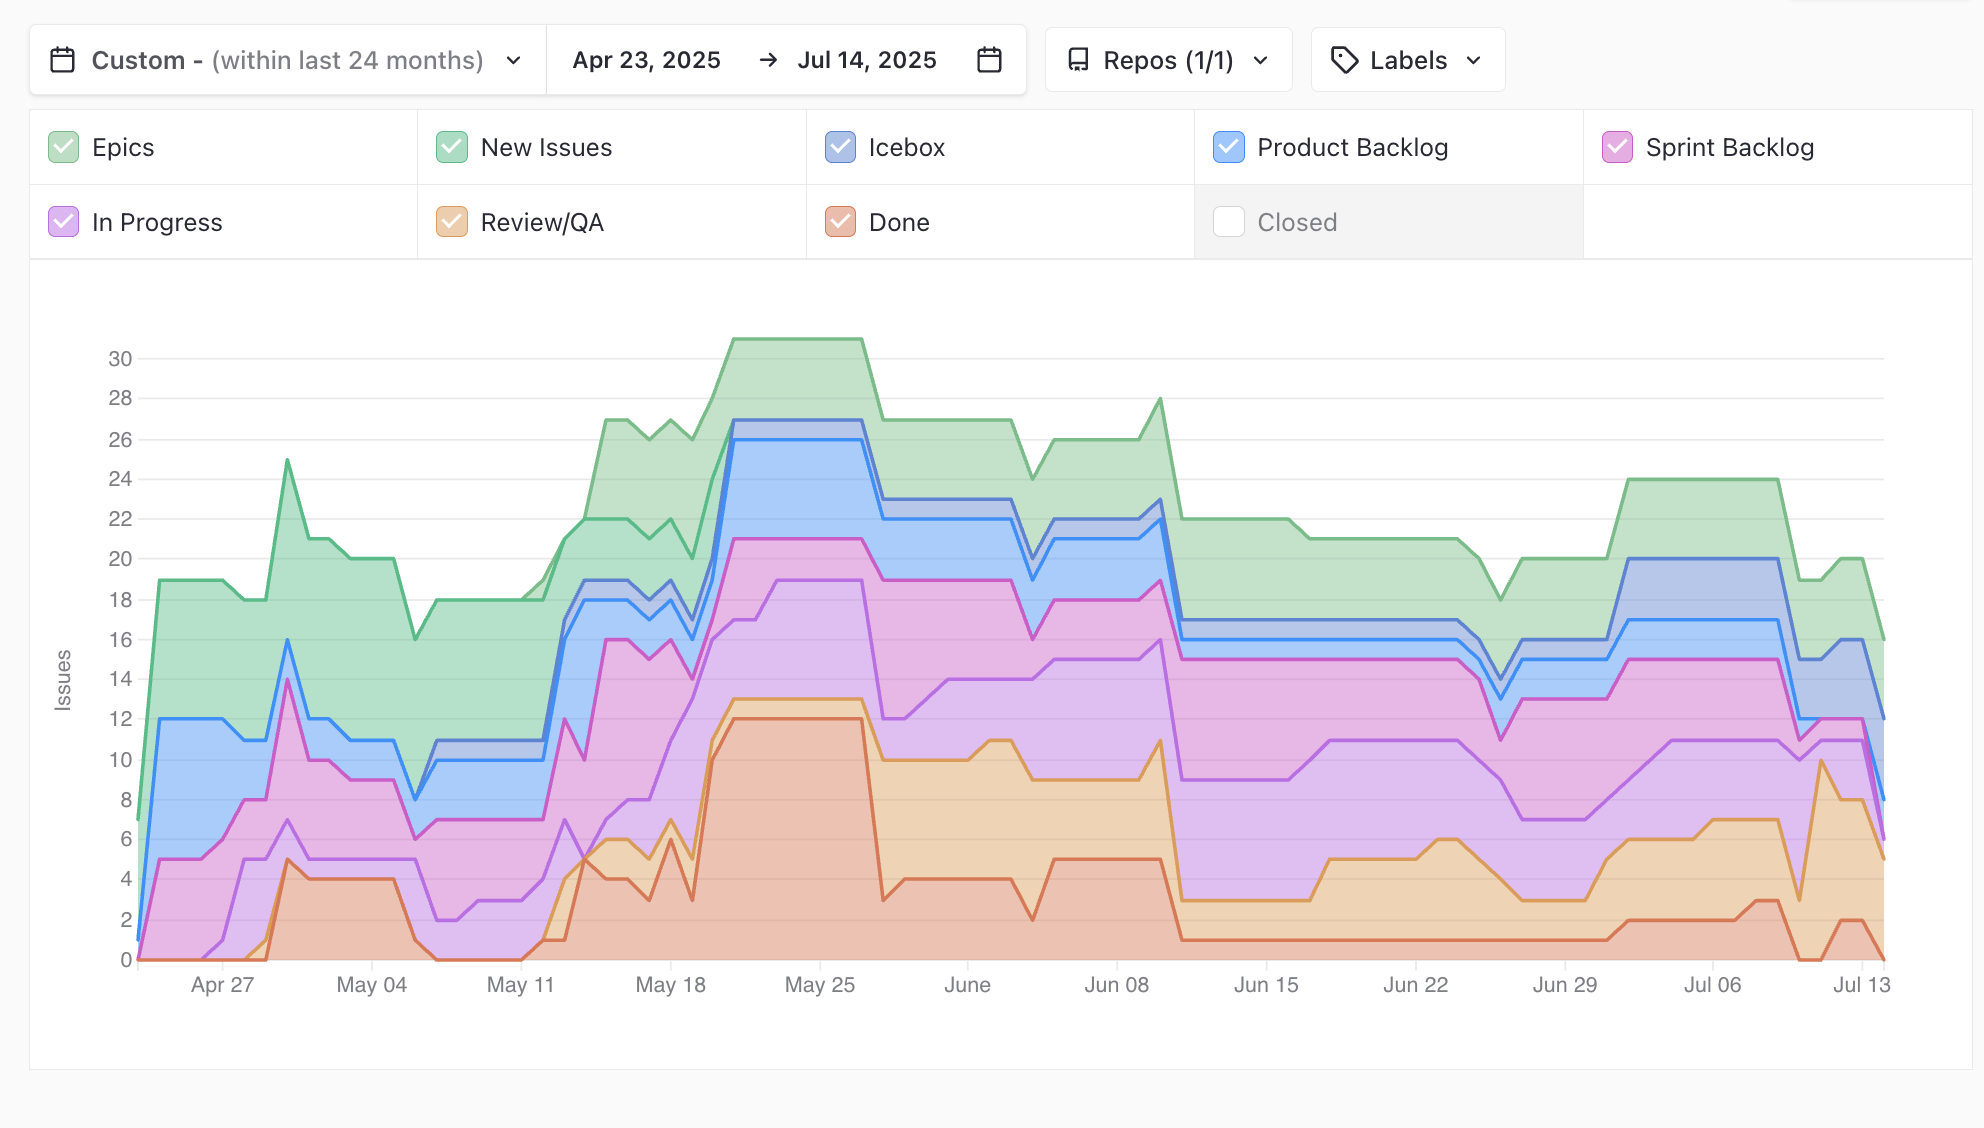 Custom - (within last 24 months)
Apr 23, 2025 → Jul 14, 2025
Repos (1/1)
Labels
Epics
New Issues
Icebox
Product Backlog
Sprint Backlog
In Progress
Review/QA
Done
Closed
30
28
26
24
22
20
18
16
14
12
10
8
6
4
2
0
Issues
Apr 27
May 04
May 11
May 18
May 25
June
Jun 08
Jun 15
Jun 22
Jun 29
Jul 06
Jul 13